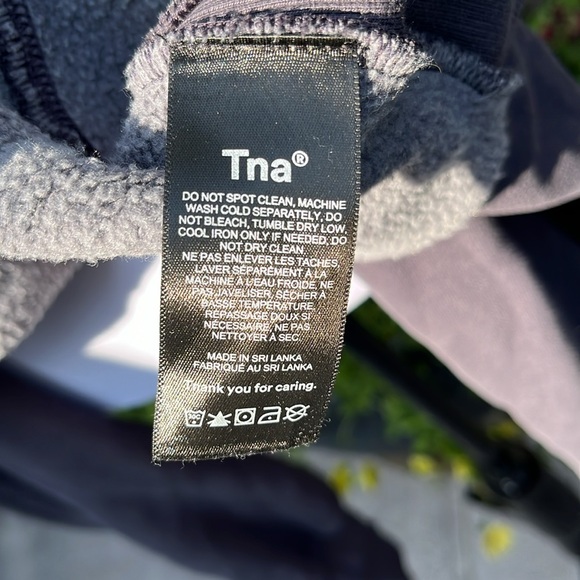 Tna®
DO NOT SPOT CLEAN, MACHINE
WASH COLD SEPARATELY, DO
NOT BLEACH, TUMBLE DRY LOW.
COOL IRON ONLY IF NEEDED, DO
NOT DRY CLEAN.
NE PAS ENLEVER LES TACHES
LAVER SÉPARÉMENT À LA
MACHINE À L'EAU FROIDE, NE
PAS JAVELISER, SÉCHER À
BASSE TEMPÉRATURE,
REPASSAGE DOUX SI
NÉCESSAIRE, NE PAS
NETTOYER À SEC.
MADE IN SRI LANKA
FABRIQUÉ AU SRI LANKA
Thank you for caring.